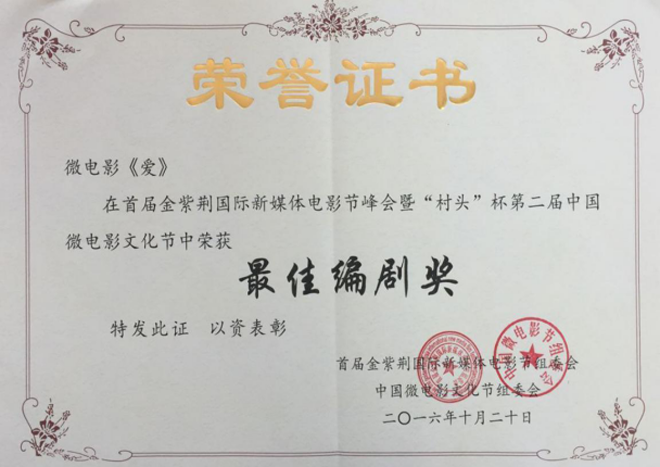 荣誉证书
微电影《爱》
在首届金紫荆国际新媒体电影节峰会暨“村头”杯第二届中国
微电影文化节中荣获
最佳编剧奖
特发此证 以资表彰
首届金紫荆国际新媒体电影节组委会
中国微电影文化节组委会
二〇一六年十月二十日